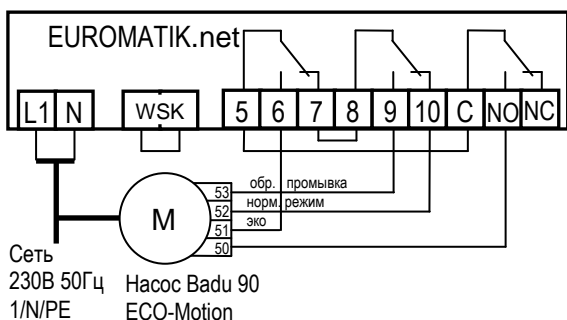 EUROMATIK.net
L1 N WSK 5 6 7 8 9 10 C NO NC
53 обр. промывка
52 норм. режим
51 эко
50
M
Сеть
230В 50Гц
1/N/PE
Насос Badu 90
ECO-Motion